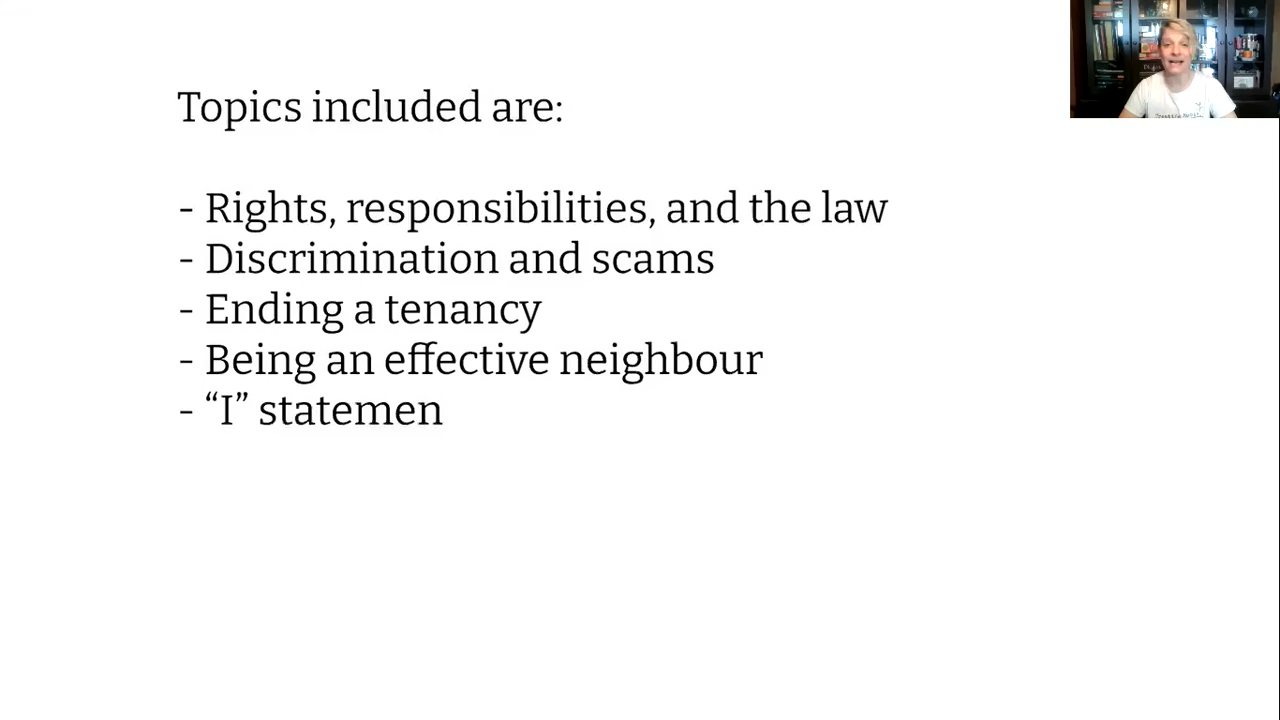 Topics included are:
- Rights, responsibilities, and the law
- Discrimination and scams
- Ending a tenancy
- Being an effective neighbour
- “I” statemen